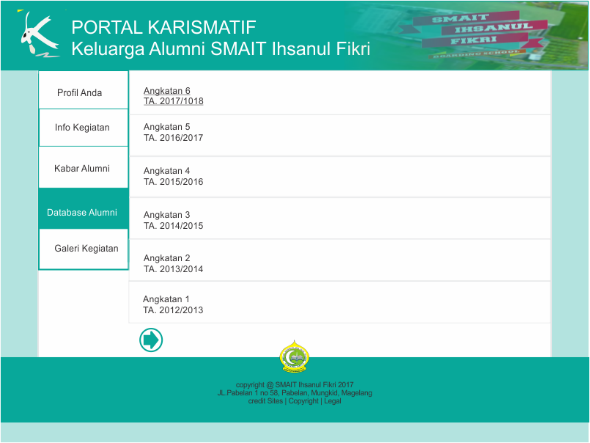 PORTAL KARISMATIF
Keluarga Alumni SMAIT Ihsanul Fikri
SMAIT
IHSANUL
FIKRI
BOARDING SCHOOL
Profil Anda
Info Kegiatan
Kabar Alumni
Database Alumni
Galeri Kegiatan
Angkatan 6
TA. 2017/1018
Angkatan 5
TA. 2016/2017
Angkatan 4
TA. 2015/2016
Angkatan 3
TA. 2014/2015
Angkatan 2
TA. 2013/2014
Angkatan 1
TA. 2012/2013
copyright @ SMAIT Ihsanul Fikri 2017
JL Pabelan 1 no 56, Pabelan, Mungkid, Magelang
credit Sites | Copyright | Legal